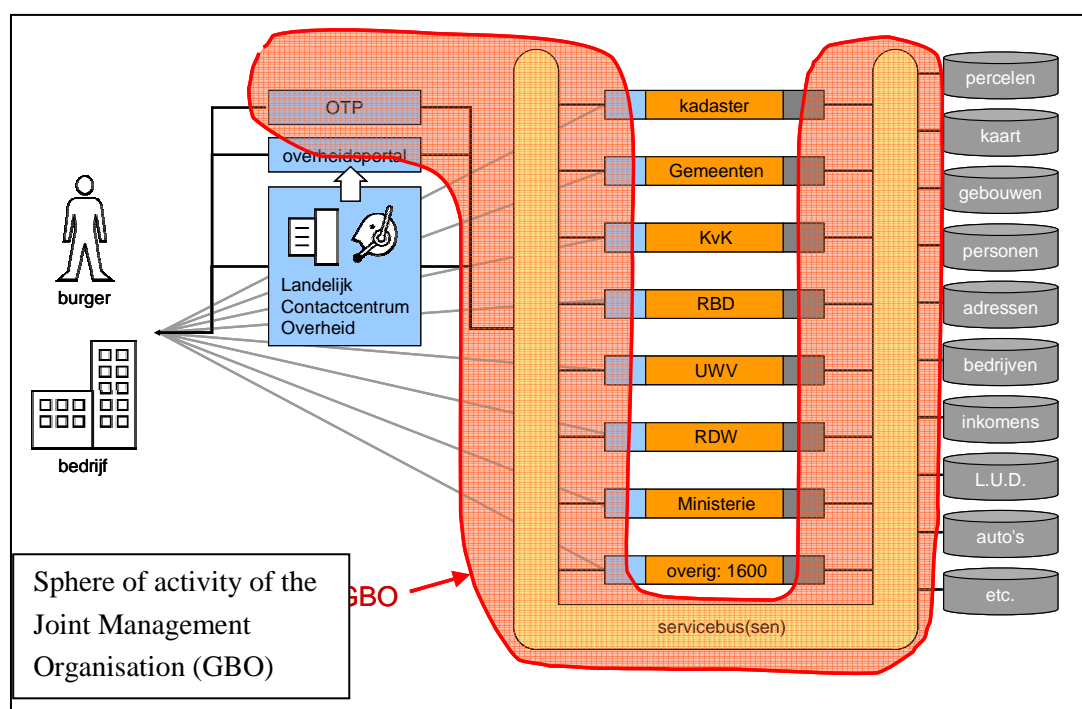 OTP
overheidsportal
Landelijk
Contactcentrum
Overheid
burger
bedrijf
kadaster
Gemeenten
KvK
RBD
UWV
RDW
Ministerie
overig: 1600
servicebus(sen)
percelen
kaart
gebouwen
personen
adressen
bedrijven
inkomens
L.U.D.
auto's
etc.
GBO
Sphere of activity of the
Joint Management
Organisation (GBO)